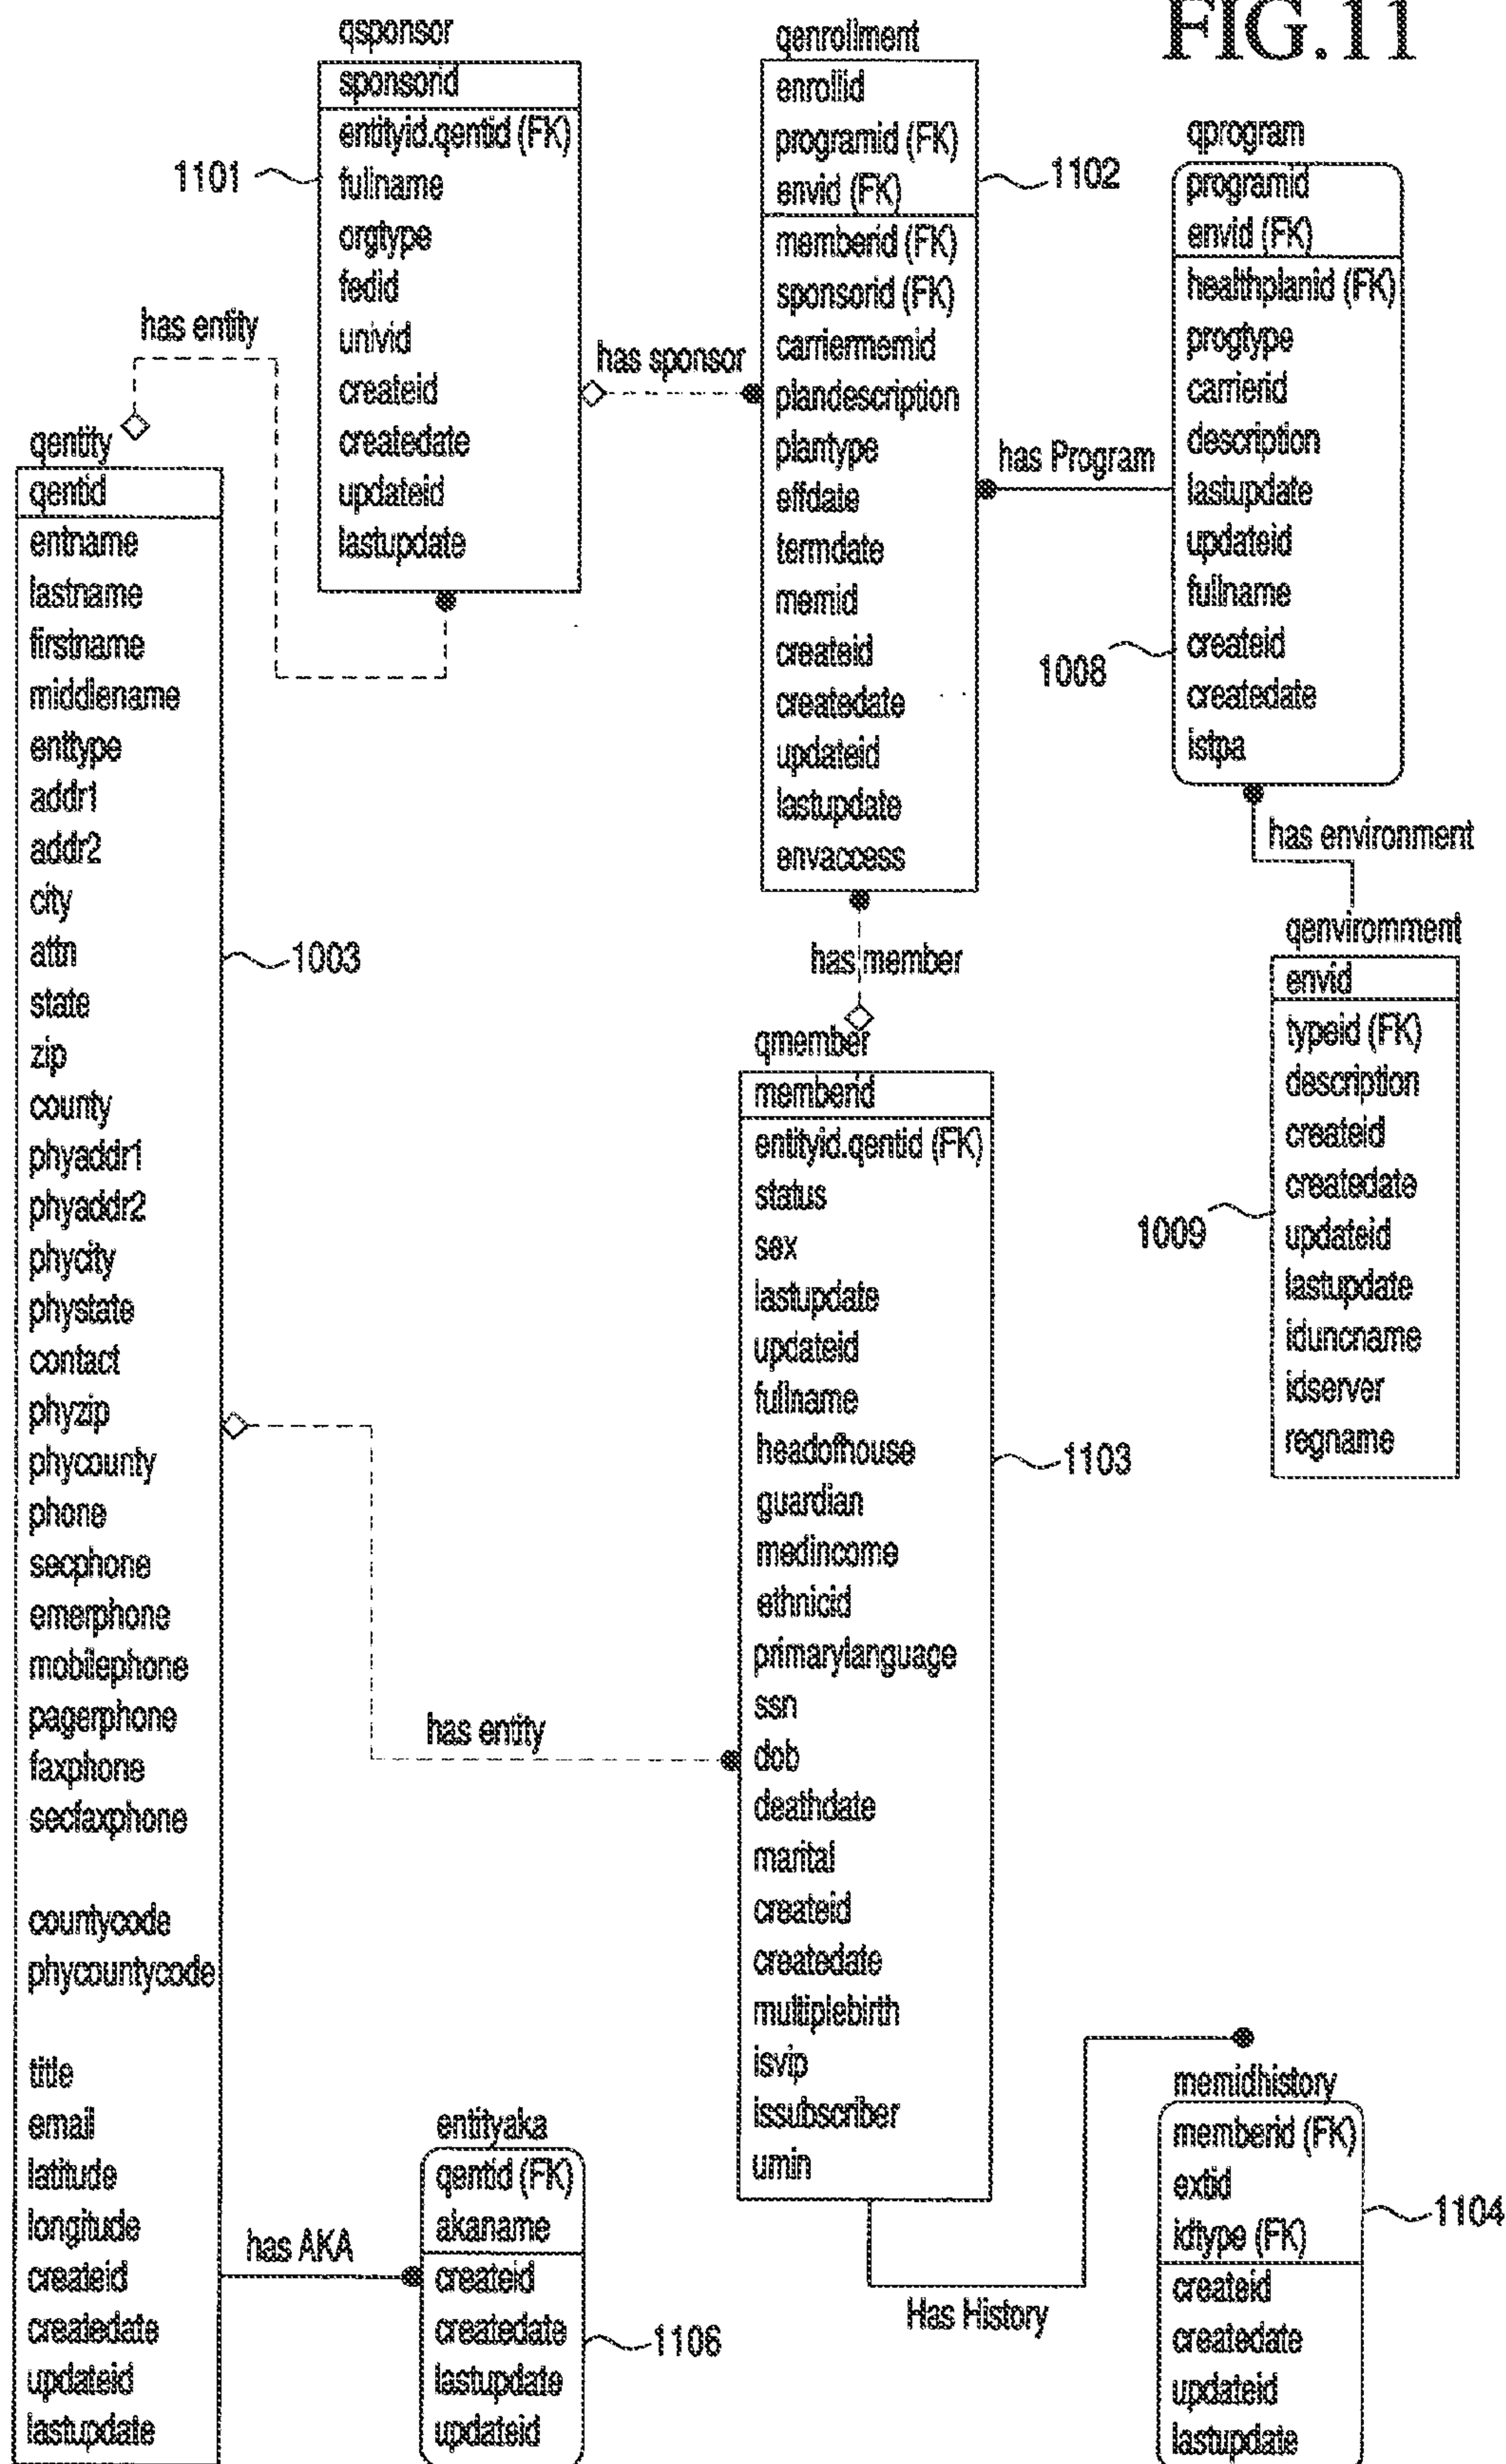 FIG.11
qsponsor
sponsorid
entityid.qentid (FK)
fullname
orgtype
fedid
univid
createid
createdate
updateid
lastupdate
1101
has entity
has sponsor
qenrollment
enrollid
programid (FK)
envid (FK)
memberid (FK)
sponsorid (FK)
carriermemid
plandescription
plantype
effdate
termdate
memid
createid
createdate
updateid
lastupdate
envaccess
1102
has Program
qprogram
programid
envid (FK)
healthplanid (FK)
progtype
carrierid
description
lastupdate
updateid
fullname
createid
createdate
istpa
1008
has environment
qenviromment
envid
typeid (FK)
description
createid
createdate
updateid
lastupdate
iduncname
idserver
regname
1009
qentity
qentid
entname
lastname
firstname
middlename
enttype
addr1
addr2
city
attn
state
zip
county
phyaddr1
phyaddr2
phycity
phystate
contact
phyzip
phycounty
phone
secphone
emerphone
mobilephone
pagerphone
faxphone
secfaxphone
countycode
phycountycode
title
email
latitude
longitude
createid
createdate
updateid
lastupdate
1003
has member
qmember
memberid
entityid.qentid (FK)
status
sex
lastupdate
updateid
fullname
headofhouse
guardian
medincome
ethnicid
primarylanguage
ssn
dob
deathdate
marital
createid
createdate
multiplebirth
isvip
issubscriber
umin
1103
has entity
has AKA
entityaka
qentid (FK)
akaname
createid
createdate
lastupdate
updateid
1106
Has History
memidhistory
memberid (FK)
extid
idtype (FK)
createid
createdate
updateid
lastupdate
1104